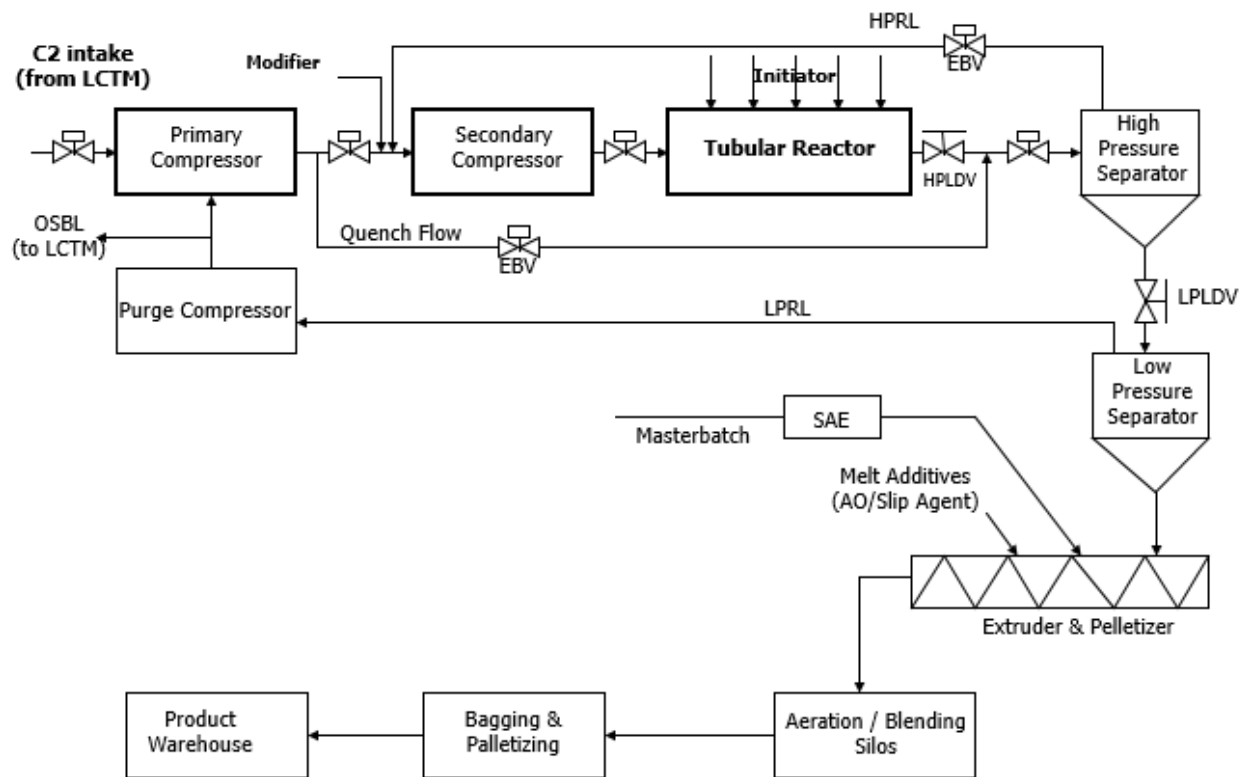 HPRL
C2 intake
(from LCTM)
Modifier
Initiator
EBV
Primary
Compressor
Secondary
Compressor
Tubular Reactor
High
Pressure
Separator
HPLDV
OSBL
(to LCTM)
Quench Flow
EBV
Purge Compressor
LPRL
LPLDV
Low
Pressure
Separator
SAE
Masterbatch
Melt Additives
(AO/Slip Agent)
Extruder & Pelletizer
Product
Warehouse
Bagging &
Palletizing
Aeration / Blending
Silos